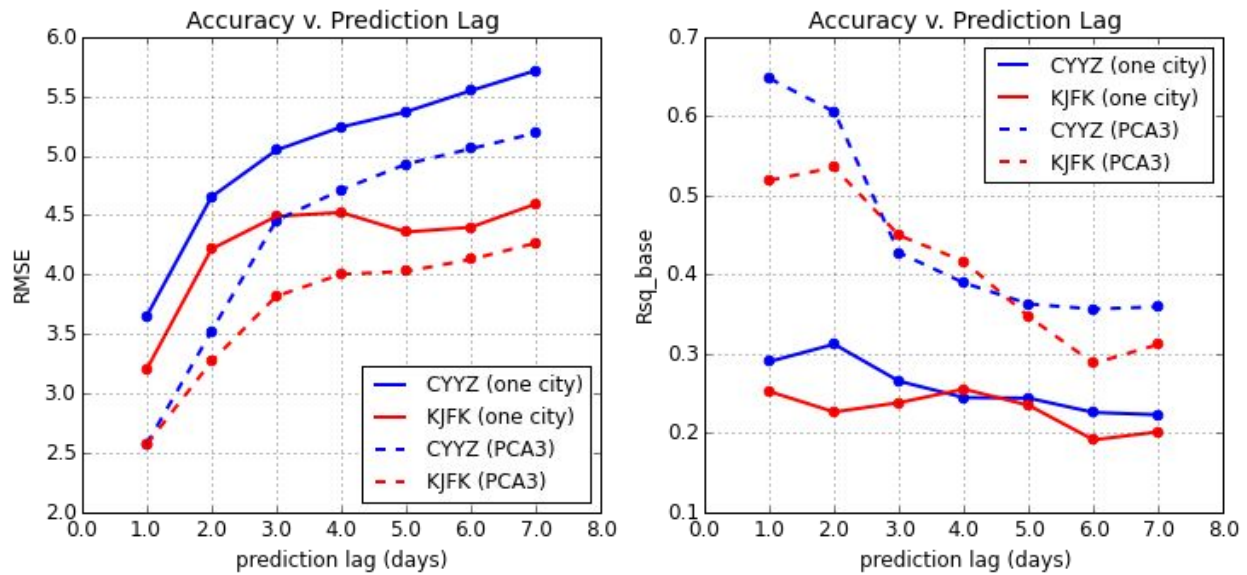 Accuracy v. Prediction Lag
6.0
5.5
5.0
4.5
4.0
3.5
3.0
2.5
2.0
RMSE
CYYZ (one city)
KJFK (one city)
CYYZ (PCA3)
KJFK (PCA3)
0.0 1.0 2.0 3.0 4.0 5.0 6.0 7.0 8.0
prediction lag (days)
Accuracy v. Prediction Lag
0.7
0.6
0.5
0.4
0.3
0.2
0.1
Rsq_base
CYYZ (one city)
KJFK (one city)
CYYZ (PCA3)
KJFK (PCA3)
0.0 1.0 2.0 3.0 4.0 5.0 6.0 7.0 8.0
prediction lag (days)